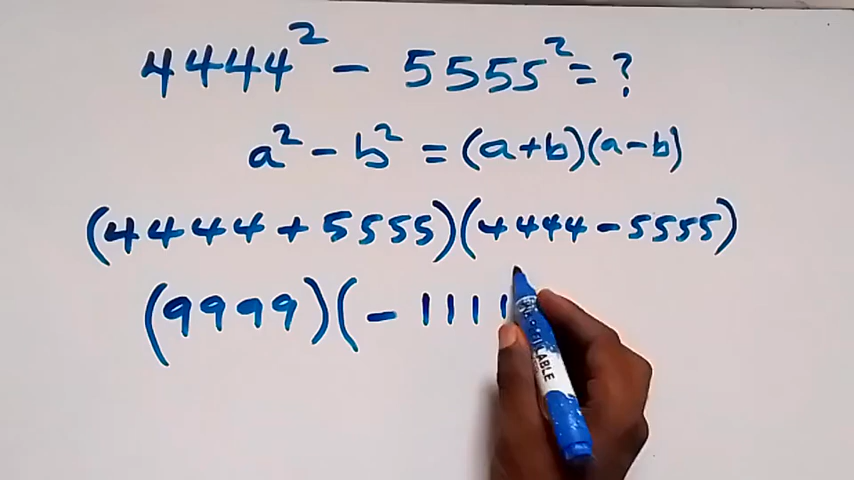 4444² - 5555² = ?
a² - b² = (a+b)(a-b)
(4444 + 5555)(4444 - 5555)
(9999)(- 1111